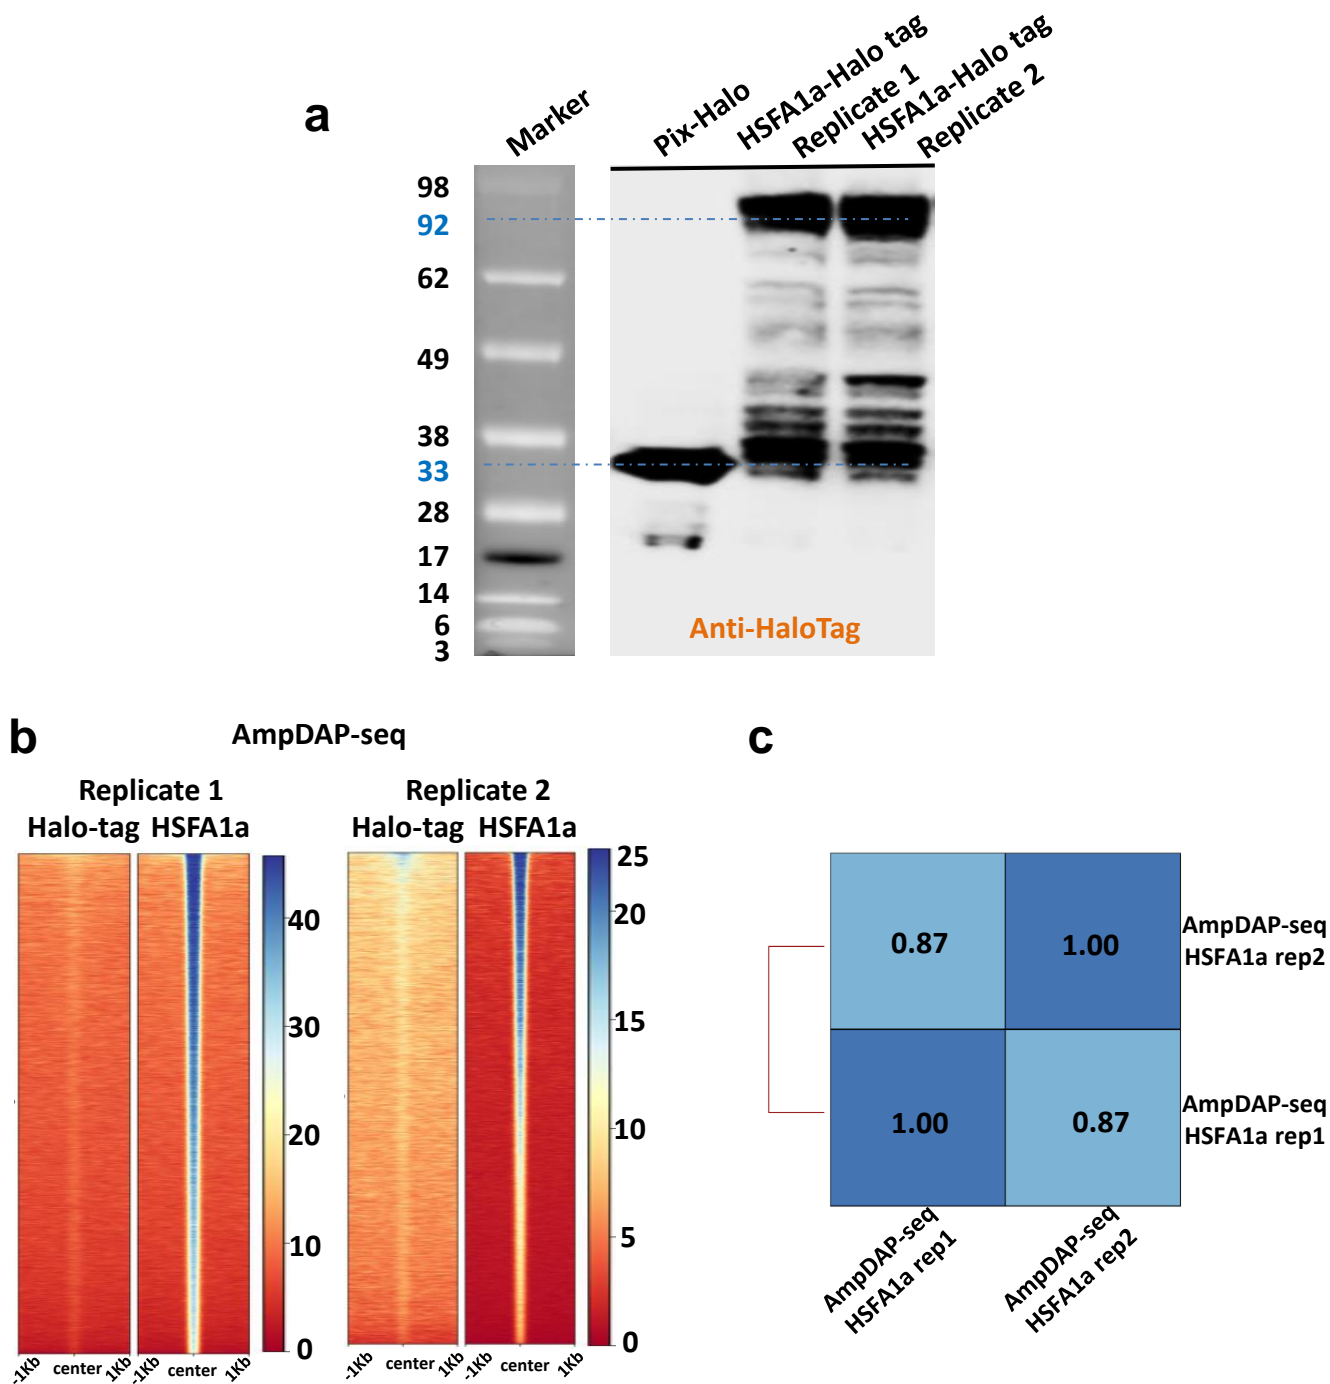 a
Marker
Pix-Halo
HSFA1a-Halo tag
Replicate 1
HSFA1a-Halo tag
Replicate 2
98
92
62
49
38
33
28
17
14
6
3
Anti-HaloTag
b
AmpDAP-seq
Replicate 1
Halo-tag HSFA1a
Replicate 2
Halo-tag HSFA1a
40
30
20
10
0
25
20
15
10
5
0
-1Kb center 1Kb
-1Kb center 1Kb
-1Kb center 1Kb
-1Kb center 1Kb
c
0.87
1.00
AmpDAP-seq
HSFA1a rep2
1.00
0.87
AmpDAP-seq
HSFA1a rep1
AmpDAP-seq
HSFA1a rep1
AmpDAP-seq
HSFA1a rep2